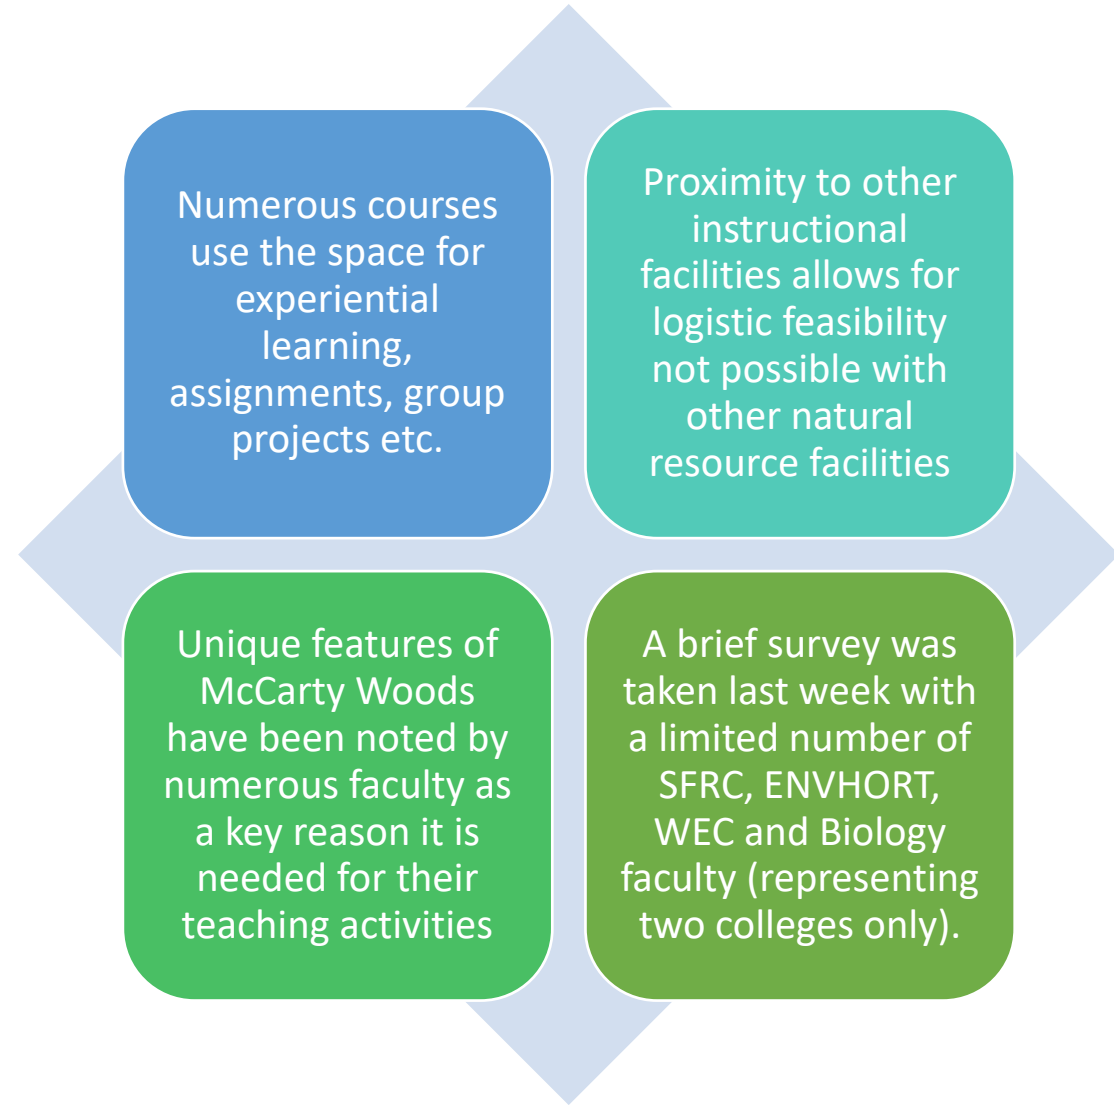 Numerous courses
use the space for
experiential
learning,
assignments, group
projects etc.
Proximity to other
instructional
facilities allows for
logistic feasibility
not possible with
other natural
resource facilities
Unique features of
McCarty Woods
have been noted by
numerous faculty as
a key reason it is
needed for their
teaching activities
A brief survey was
taken last week with
a limited number of
SFRC, ENVHORT,
WEC and Biology
faculty (representing
two colleges only).